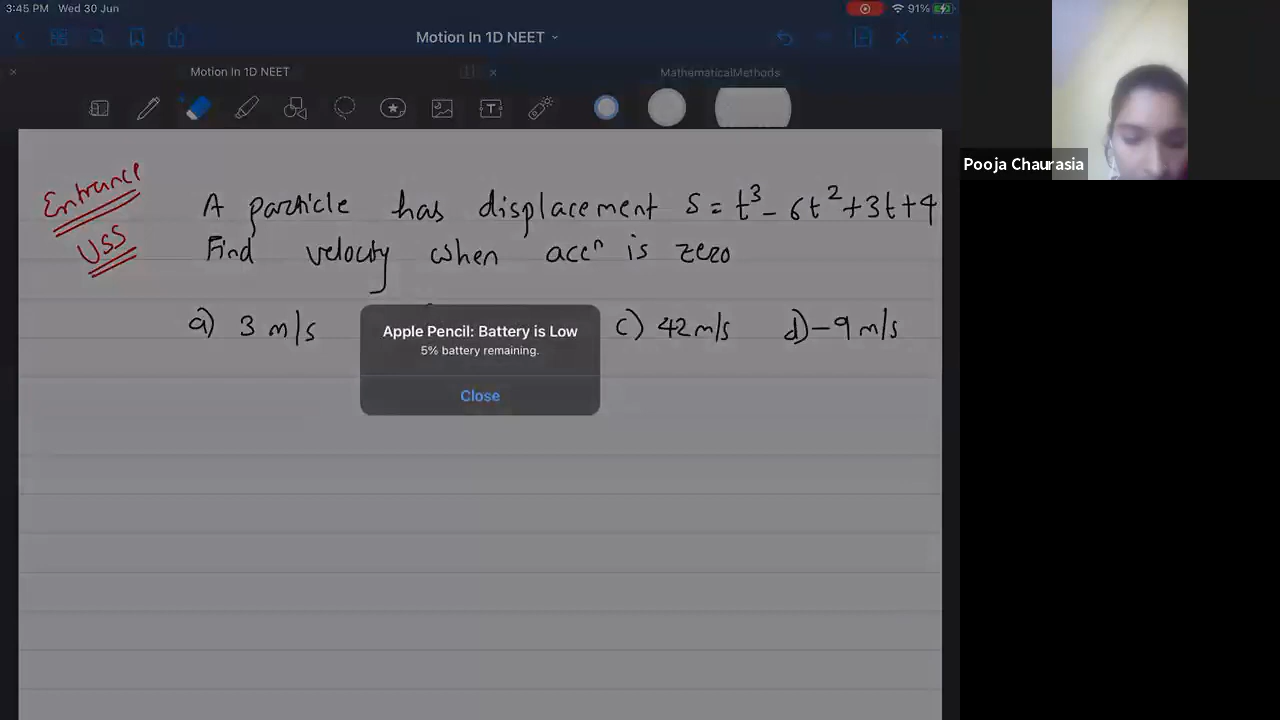 3:45 PM Wed 30 Jun
91%
Motion In 1D NEET
Motion In 1D NEET
MathematicalMethods
Pooja Chaurasia
Entrance
USS
A particle has displacement S = t³ - 6t² + 3t + 4
Find velocity when accⁿ is zero
a) 3 m/s c) 42 m/s d) -9 m/s
Apple Pencil: Battery is Low
5% battery remaining.
Close